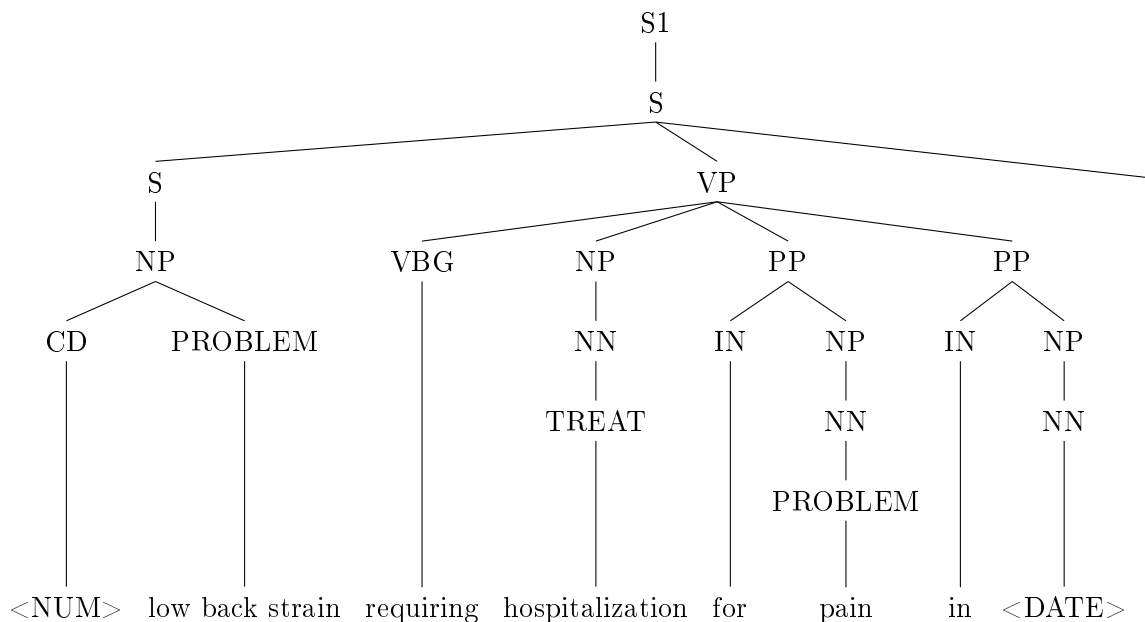 S1
S
S VP
NP VBG NP PP PP
CD PROBLEM NN IN NP IN NP
TREAT NN NN
PROBLEM
<NUM> low back strain requiring hospitalization for pain in <DATE>